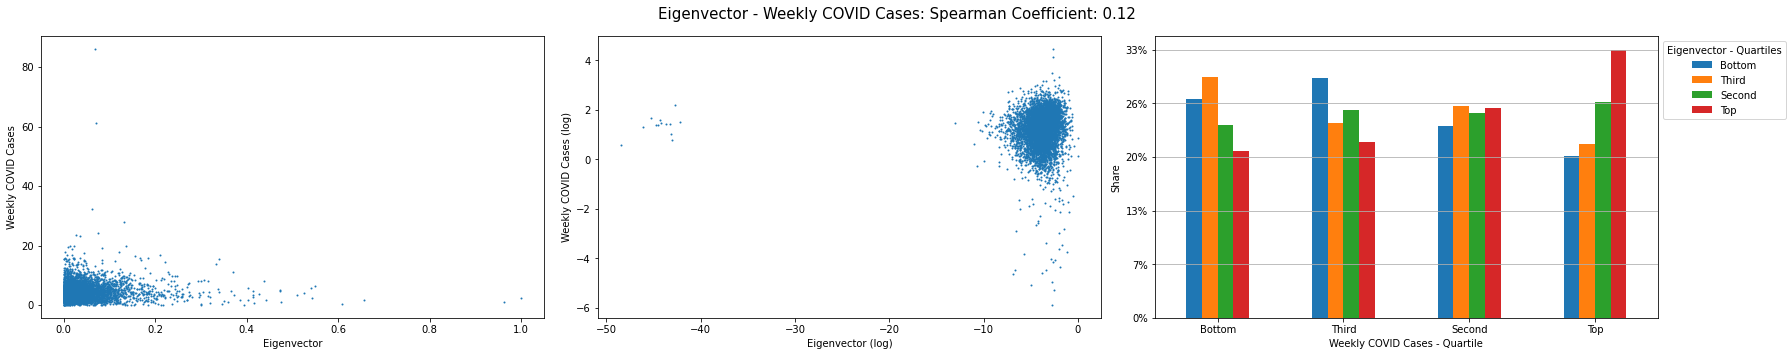 Eigenvector - Weekly COVID Cases: Spearman Coefficient: 0.12
Weekly COVID Cases
80
60
40
20
0
0.0 0.2 0.4 0.6 0.8 1.0
Eigenvector
Weekly COVID Cases (log)
4
2
0
−2
−4
−6
−50 −40 −30 −20 −10 0
Eigenvector (log)
Share
33%
26%
20%
13%
7%
0%
Bottom Third Second Top
Weekly COVID Cases - Quartile
Eigenvector - Quartiles
Bottom
Third
Second
Top